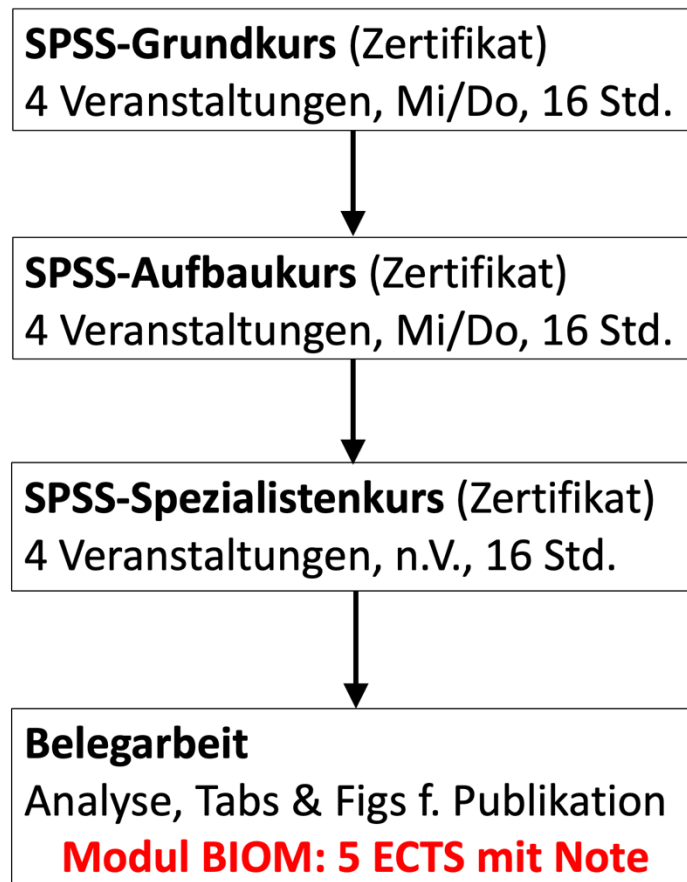 SPSS-Grundkurs (Zertifikat)
4 Veranstaltungen, Mi/Do, 16 Std.
SPSS-Aufbaukurs (Zertifikat)
4 Veranstaltungen, Mi/Do, 16 Std.
SPSS-Spezialistenkurs (Zertifikat)
4 Veranstaltungen, n.V., 16 Std.
Belegarbeit
Analyse, Tabs & Figs f. Publikation
Modul BIOM: 5 ECTS mit Note